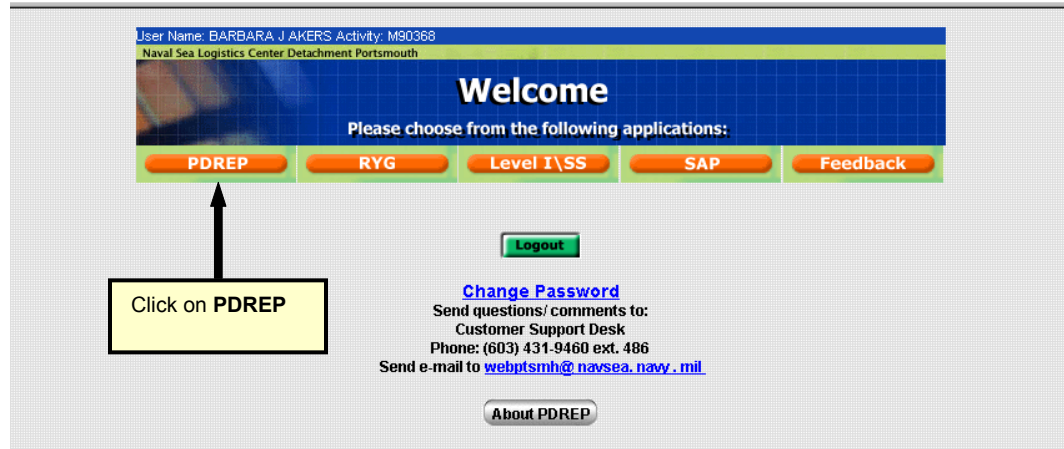 User Name: BARBARA J AKERS Activity: M90368
Naval Sea Logistics Center Detachment Portsmouth
Welcome
Please choose from the following applications:
PDREP RYG Level I\SS SAP Feedback
Logout
Click on PDREP
Change Password
Send questions/ comments to:
Customer Support Desk
Phone: (603) 431-9460 ext. 486
Send e-mail to webptsmh@ navsea. navy . mil
About PDREP